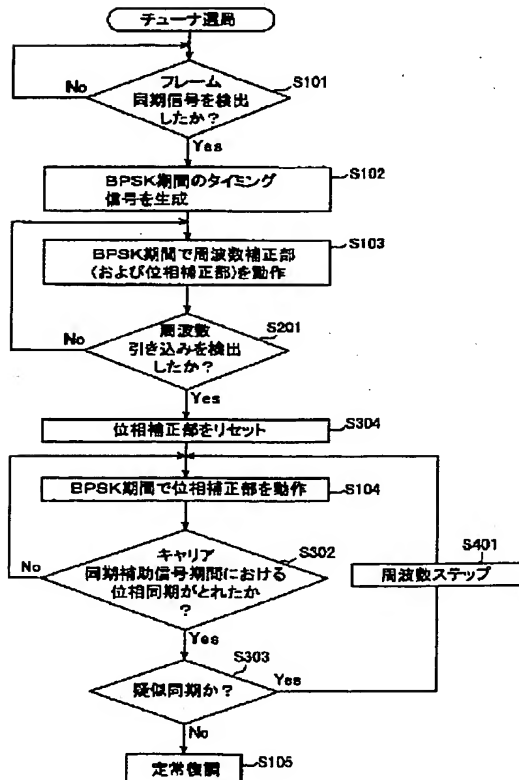 チューナ選局
フレーム
同期信号を検出
したか?
S101
No
Yes
BPSK期間のタイミング
信号を生成
S102
BPSK期間で周波数補正部
(および位相補正部)を動作
S103
周波数
引き込みを検出
したか?
S201
No
Yes
位相補正部をリセット
S304
BPSK期間で位相補正部を動作
S104
キャリア
同期補助信号期間における
位相同期がとれたか
?
S302
No
S401
周波数ステップ
Yes
疑似同期か?
S303
Yes
No
定常復調
S105